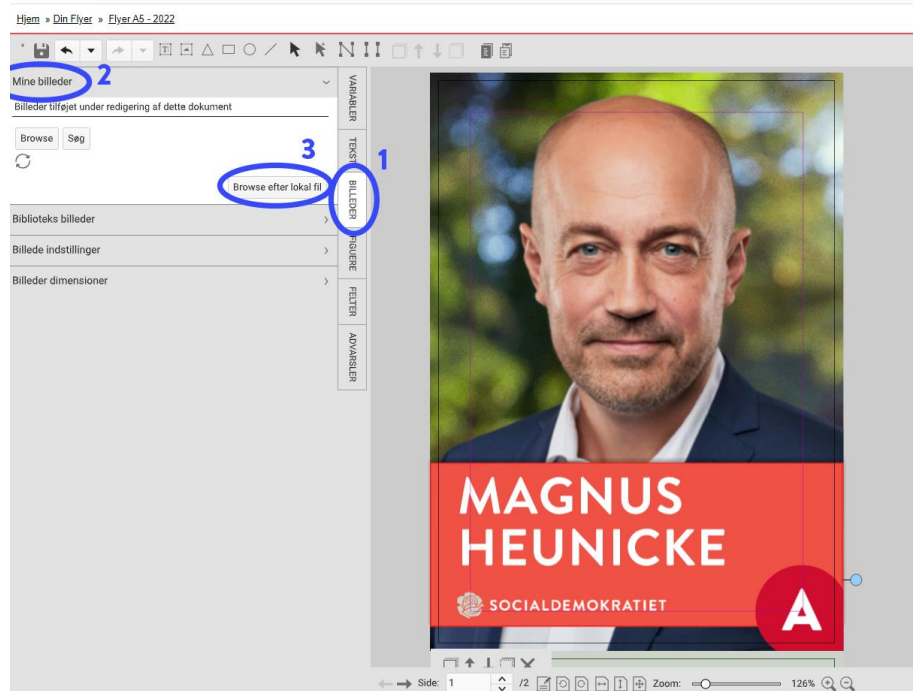 Hjem » Din Flyer » Flyer A5 - 2022
T
Mine billeder
2
Billeder tilføjet under redigering af dette dokument
Browse
Søg
3
Browse efter lokal fil
1
Biblioteks billeder
Billede indstillinger
Billeder dimensioner
VARIABLER
TEKST
BILLEDER
FIGUERE
FELTER
ADVARSLER
MAGNUS
HEUNICKE
SOCIALDEMOKRATIET
A
Side: 1 /2 Zoom: 126%